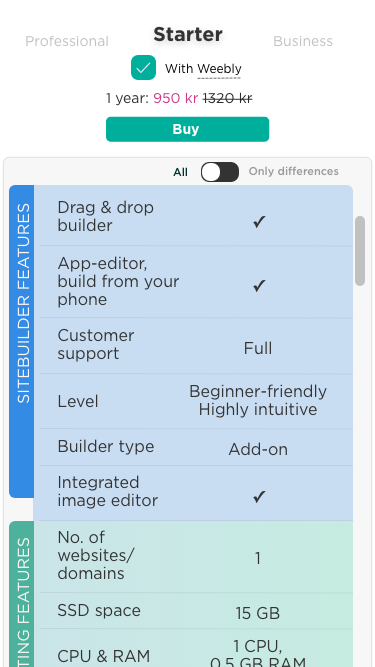 Professional
Starter
Business
With Weebly
1 year: 950 kr 1320 kr
Buy
All
Only differences
SITEBUILDER FEATURES
Drag & drop
builder
✓
App-editor,
build from your
phone
✓
Customer
support
Full
Level
Beginner-friendly
Highly intuitive
Builder type
Add-on
Integrated
image editor
✓
TING FEATURES
No. of
websites/
domains
1
SSD space
15 GB
CPU & RAM
1 CPU,
0.5 GB RAM